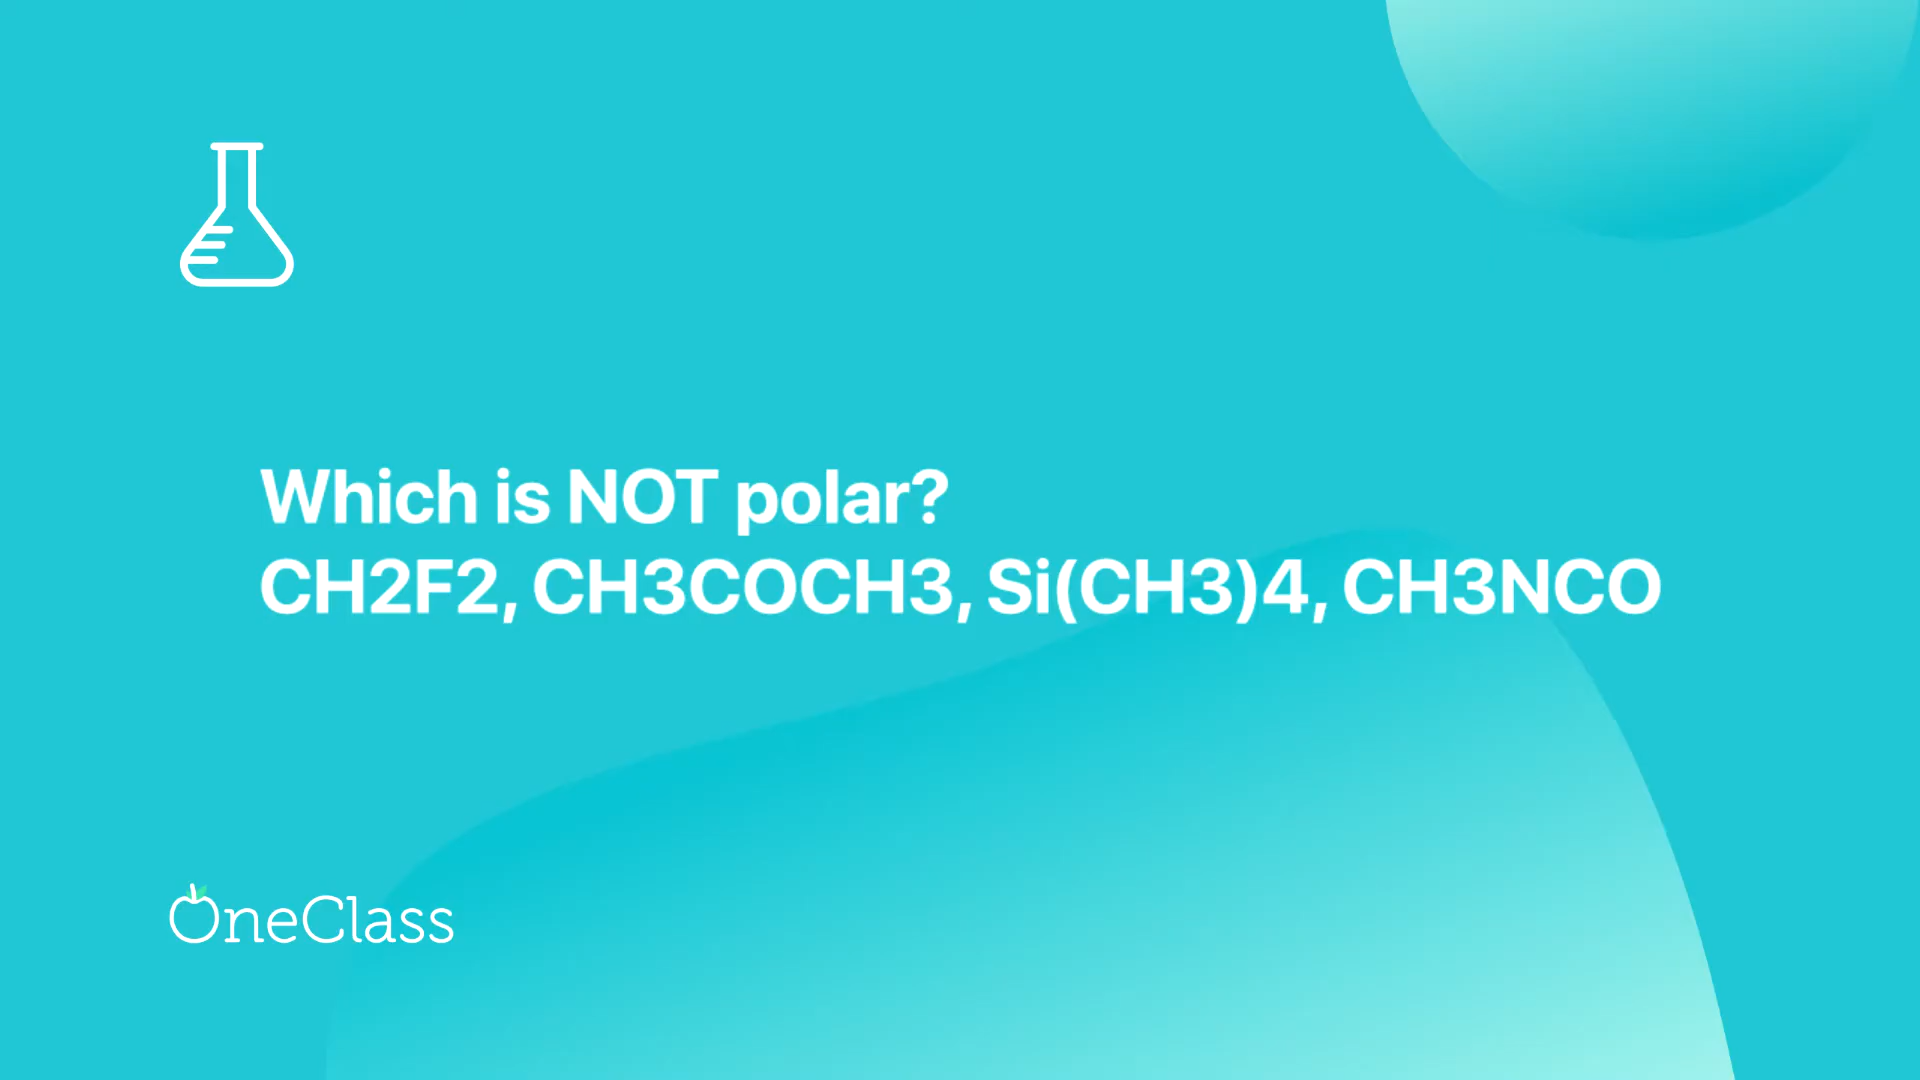 Which is NOT polar?
CH2F2, CH3COCH3, Si(CH3)4, CH3NCO
OneClass